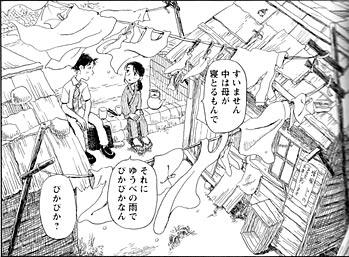 すいません
中は母が
寝とるもんで
それに
ゆうべの雨で
ぴかぴかなん
ぴかぴか?